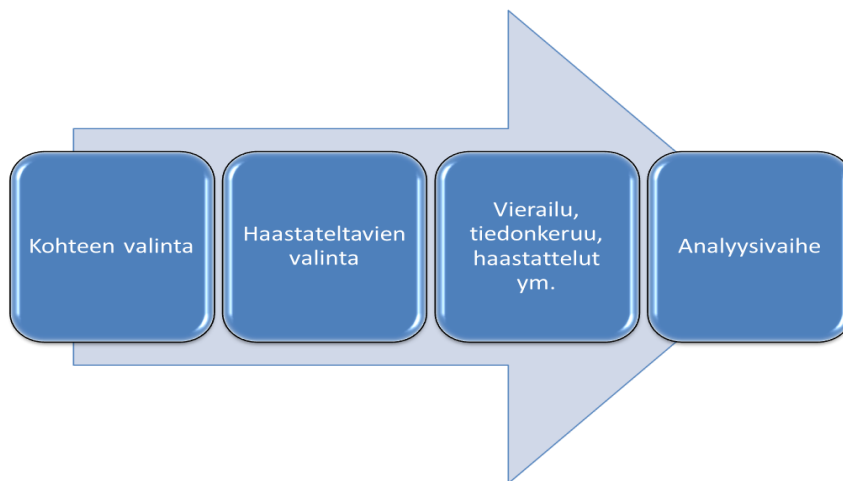 Kohteen valinta
Haastateltavien
valinta
Vierailu,
tiedonkeruu,
haastattelut
ym.
Analyysivaihe